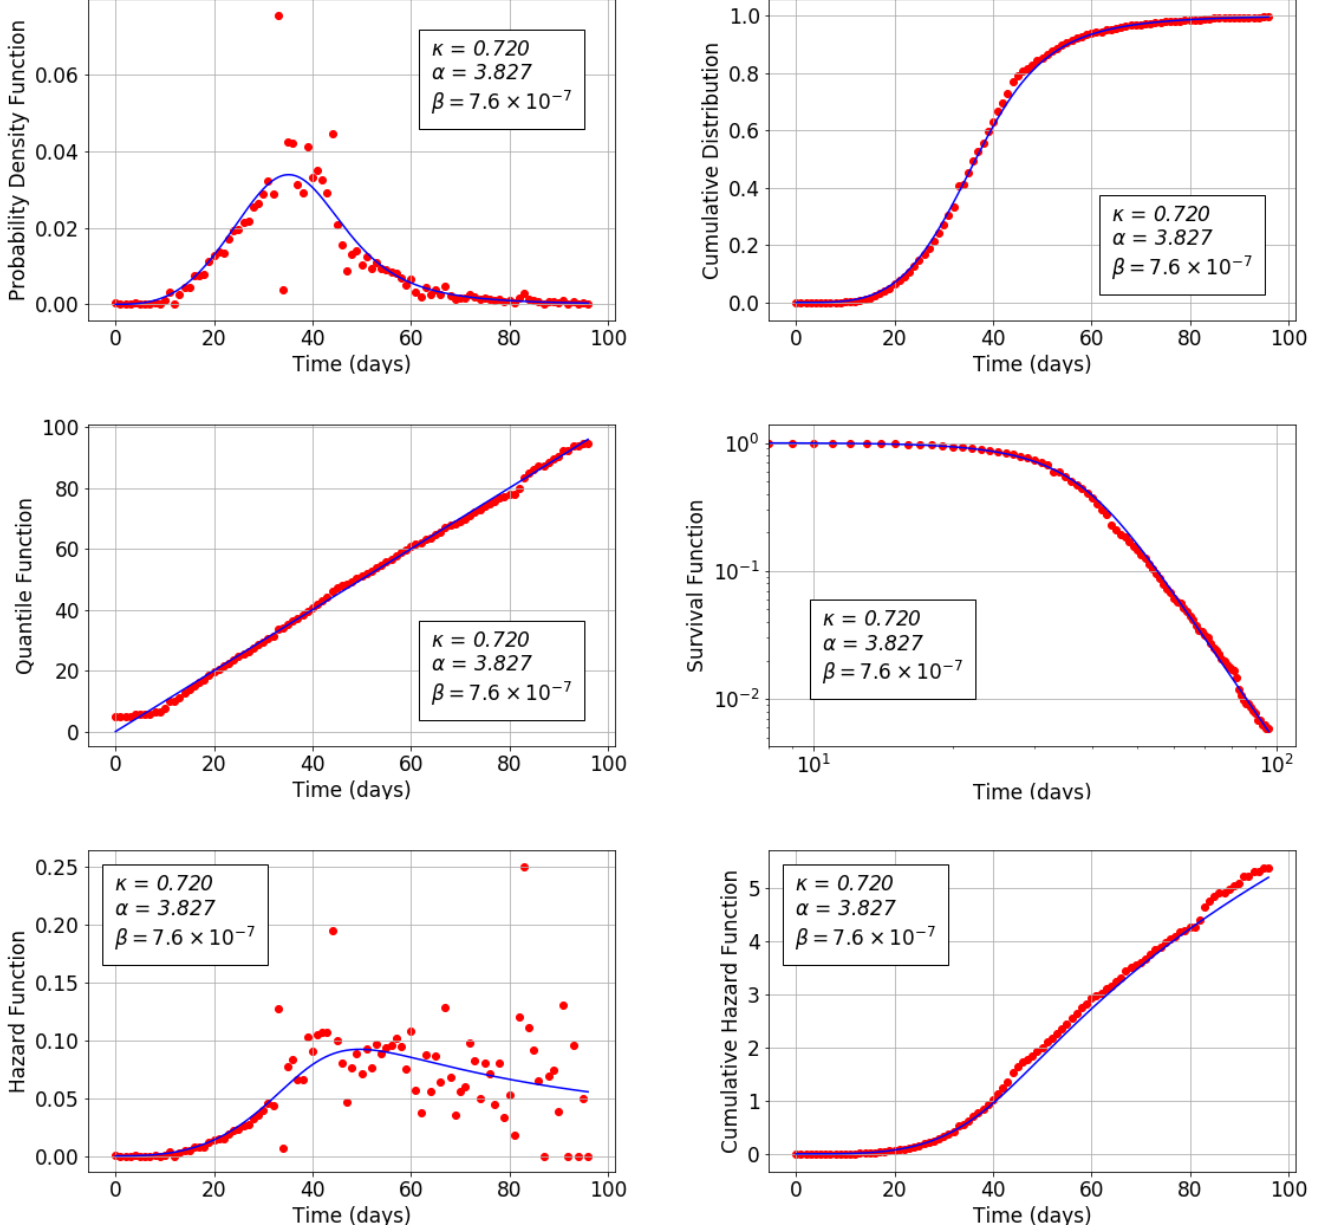 Probability Density Function
0.06
0.04
0.02
0.00
κ = 0.720
α = 3.827
β = 7.6 × 10⁻⁷
0 20 40 60 80 100
Time (days)
Cumulative Distribution
1.0
0.8
0.6
0.4
0.2
0.0
κ = 0.720
α = 3.827
β = 7.6 × 10⁻⁷
0 20 40 60 80 100
Time (days)
Quantile Function
100
80
60
40
20
0
κ = 0.720
α = 3.827
β = 7.6 × 10⁻⁷
0 20 40 60 80 100
Time (days)
Survival Function
10⁰
10⁻¹
10⁻²
κ = 0.720
α = 3.827
β = 7.6 × 10⁻⁷
10¹ 10²
Time (days)
Hazard Function
0.25
0.20
0.15
0.10
0.05
0.00
κ = 0.720
α = 3.827
β = 7.6 × 10⁻⁷
0 20 40 60 80 100
Time (days)
Cumulative Hazard Function
5
4
3
2
1
0
κ = 0.720
α = 3.827
β = 7.6 × 10⁻⁷
0 20 40 60 80 100
Time (days)